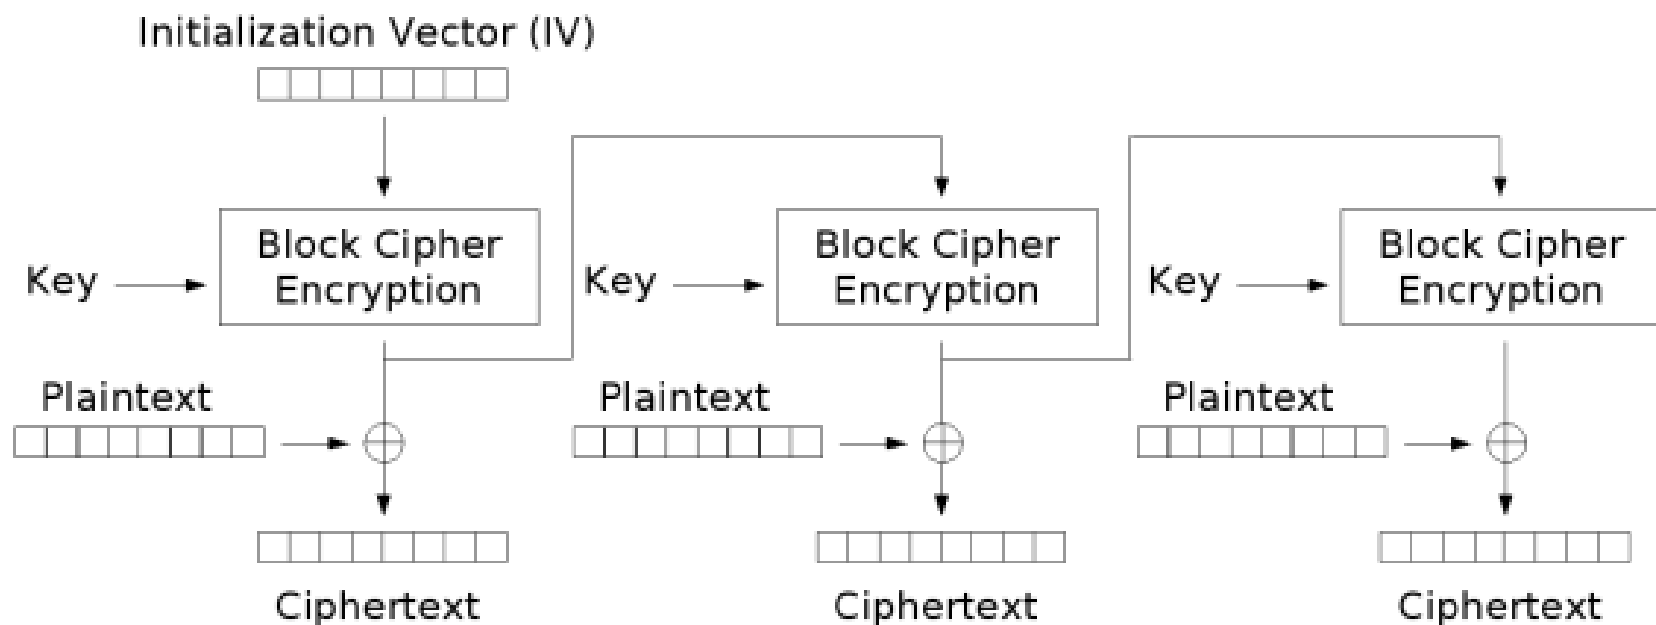 Initialization Vector (IV)
Block Cipher
Encryption
Key
Block Cipher
Encryption
Key
Block Cipher
Encryption
Key
Plaintext
Plaintext
Plaintext
Ciphertext
Ciphertext
Ciphertext